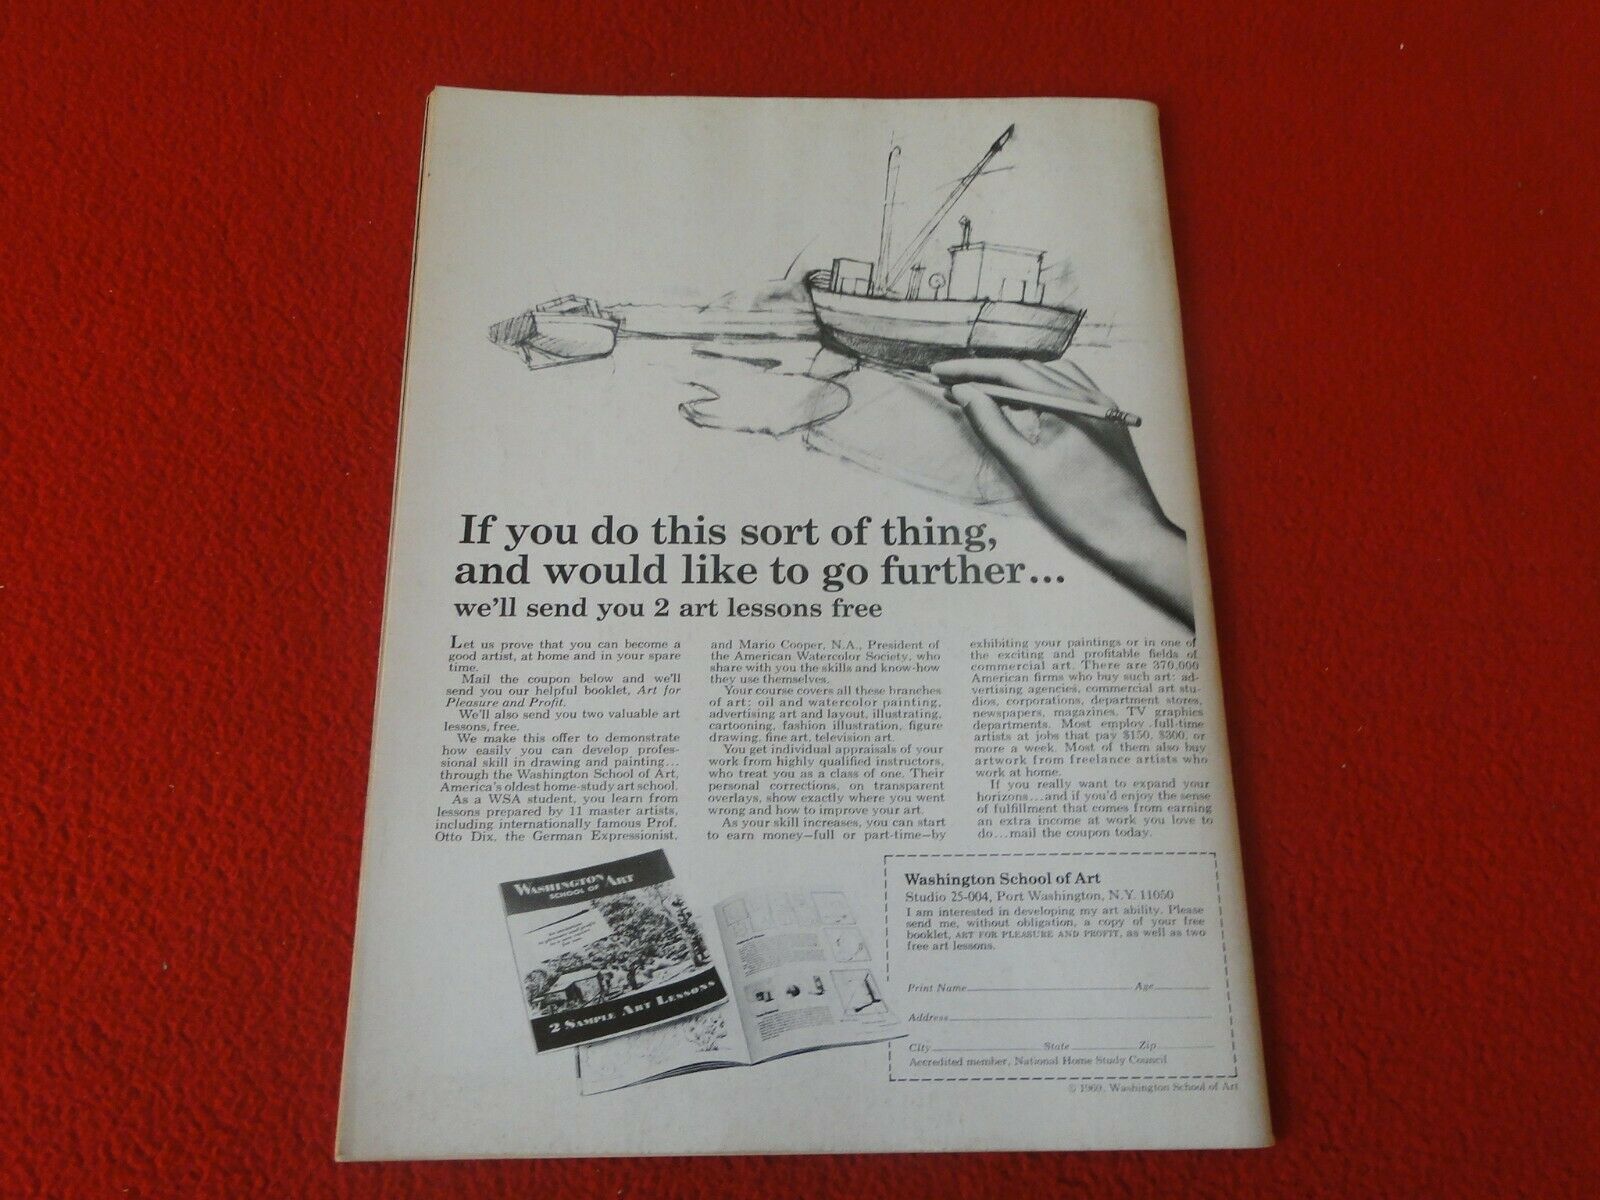 If you do this sort of thing,
and would like to go further...
we'll send you 2 art lessons free
Let us prove that you can become a
good artist, at home and in your spare
time.
Mail the coupon below and we'll
send you our helpful booklet, Art for
Pleasure and Profit.
We'll also send you two valuable art
lessons, free.
We make this offer to demonstrate
how easily you can develop profes-
sional skill in drawing and painting...
through the Washington School of Art,
America's oldest home-study art school.
As a WSA student, you learn from
lessons prepared by 11 master artists,
including internationally famous Prof.
Otto Dix, the German Expressionist,
and Mario Cooper, N.A., President of
the American Watercolor Society, who
share with you the skills and know-how
they use themselves.
Your course covers all these branches
of art: oil and watercolor painting,
advertising art and layout, illustrating,
cartooning, fashion illustration, figure
drawing, fine art, television art.
You get individual appraisals of your
work from highly qualified instructors,
who treat you as a class of one. Their
personal corrections, on transparent
overlays, show exactly where you went
wrong and how to improve your art.
As your skill increases, you can start
to earn money—full or part-time—by
exhibiting your paintings or in one of
the exciting and profitable fields of
commercial art. There are 370,000
American firms who buy such art: ad-
vertising agencies, commercial art stu-
dios, corporations, department stores,
newspapers, magazines, TV graphics
departments. Most employ full-time
artists at jobs that pay $150, $300, or
more a week. Most of them also buy
artwork from freelance artists who
work at home.
If you really want to expand your
horizons...and if you'd enjoy the sense
of fulfillment that comes from earning
an extra income at work you love to
do...mail the coupon today.
WASHINGTON
SCHOOL OF ART
2 SAMPLE ART LESSONS
Washington School of Art
Studio 25-004, Port Washington, N.Y. 11050
I am interested in developing my art ability. Please
send me, without obligation, a copy of your free
booklet, ART FOR PLEASURE AND PROFIT, as well as two
free art lessons.
Print Name Age
Address
City State Zip
Accredited member, National Home Study Council
© 1969, Washington School of Art